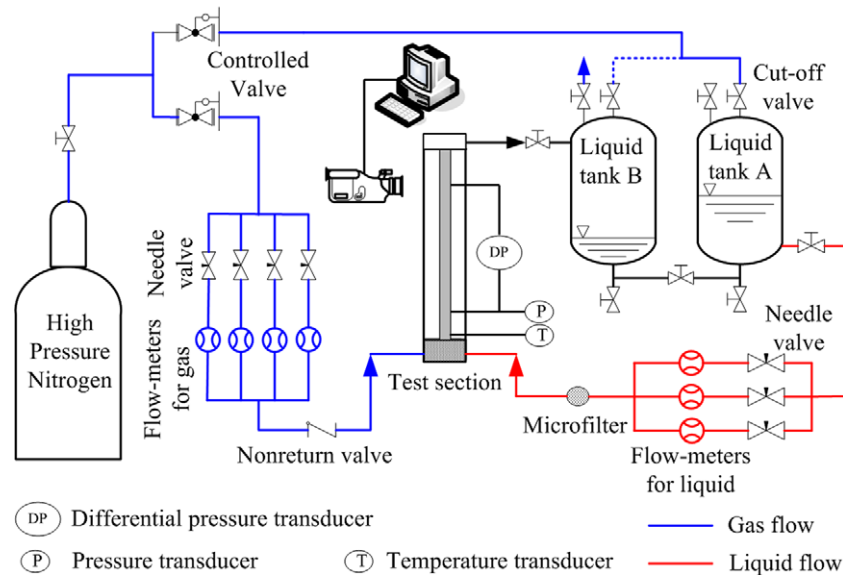 Controlled
Valve
Cut-off
valve
Liquid
tank B
Liquid
tank A
Needle
valve
DP
High
Pressure
Nitrogen
P
T
Needle
valve
Flow-meters
for gas
Test section
Microfilter
Nonreturn valve
Flow-meters
for liquid
DP Differential pressure transducer
Gas flow
P Pressure transducer
T Temperature transducer
Liquid flow